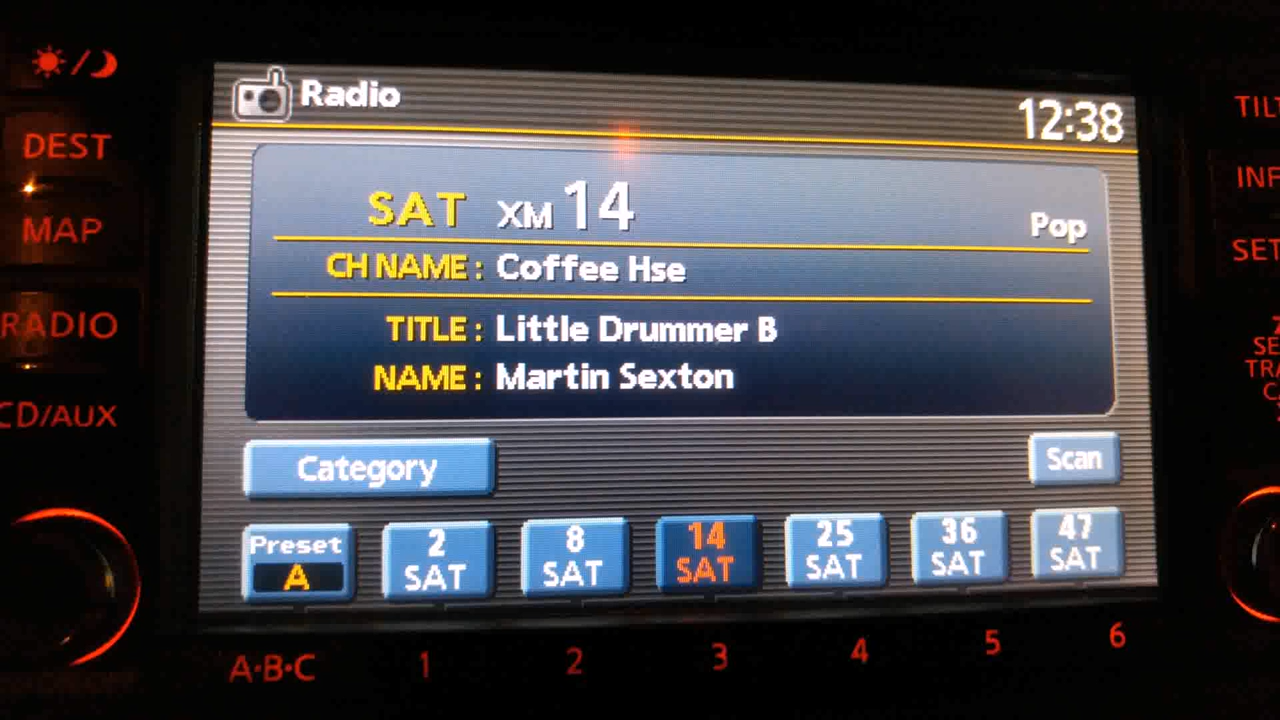 Radio
12:38
SAT XM 14
Pop
CH NAME : Coffee Hse
TITLE : Little Drummer B
NAME : Martin Sexton
Category
Scan
Preset A
2 SAT
8 SAT
14 SAT
25 SAT
36 SAT
47 SAT
A·B·C 1 2 3 4 5 6
DEST
MAP
RADIO
CD/AUX